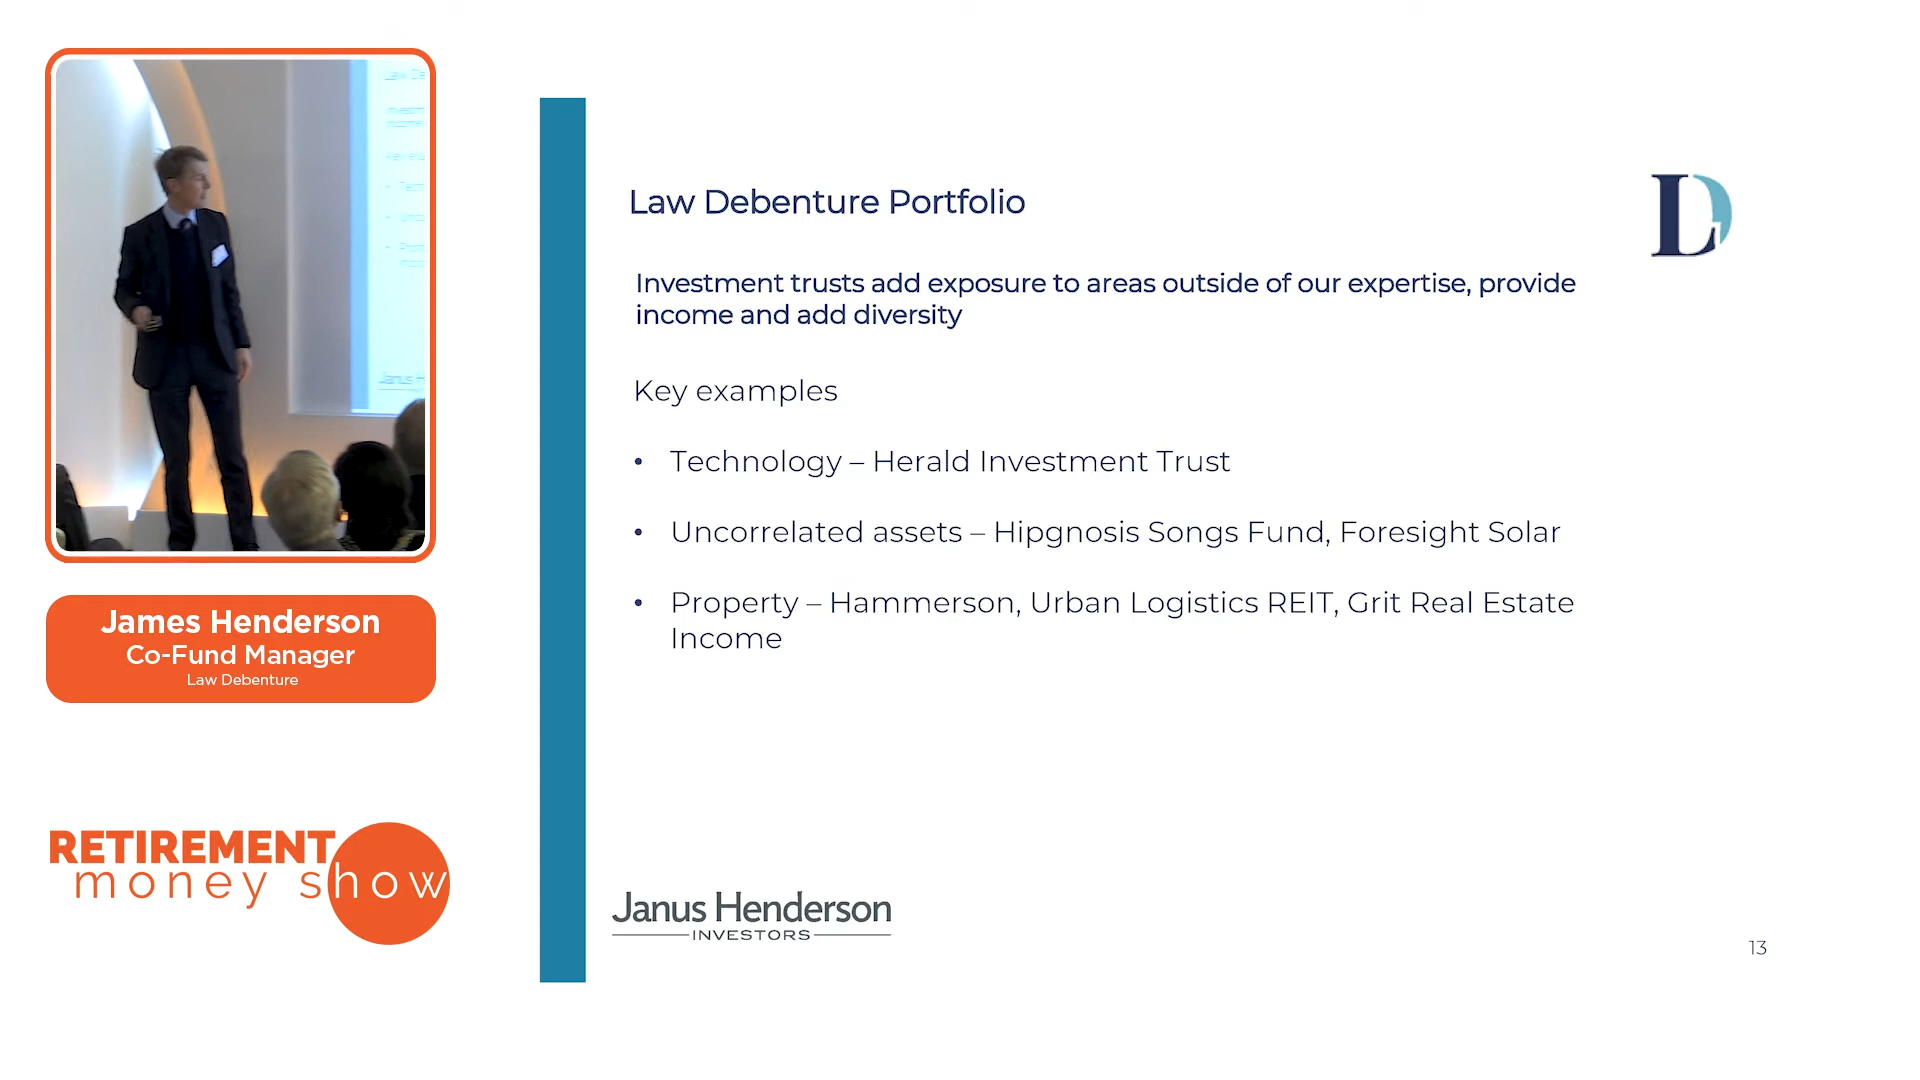 Law Debenture Portfolio
Investment trusts add exposure to areas outside of our expertise, provide
income and add diversity
Key examples
• Technology – Herald Investment Trust
• Uncorrelated assets – Hipgnosis Songs Fund, Foresight Solar
• Property – Hammerson, Urban Logistics REIT, Grit Real Estate
Income
James Henderson
Co-Fund Manager
Law Debenture
RETIREMENT
money show
Janus Henderson
INVESTORS
13
LD